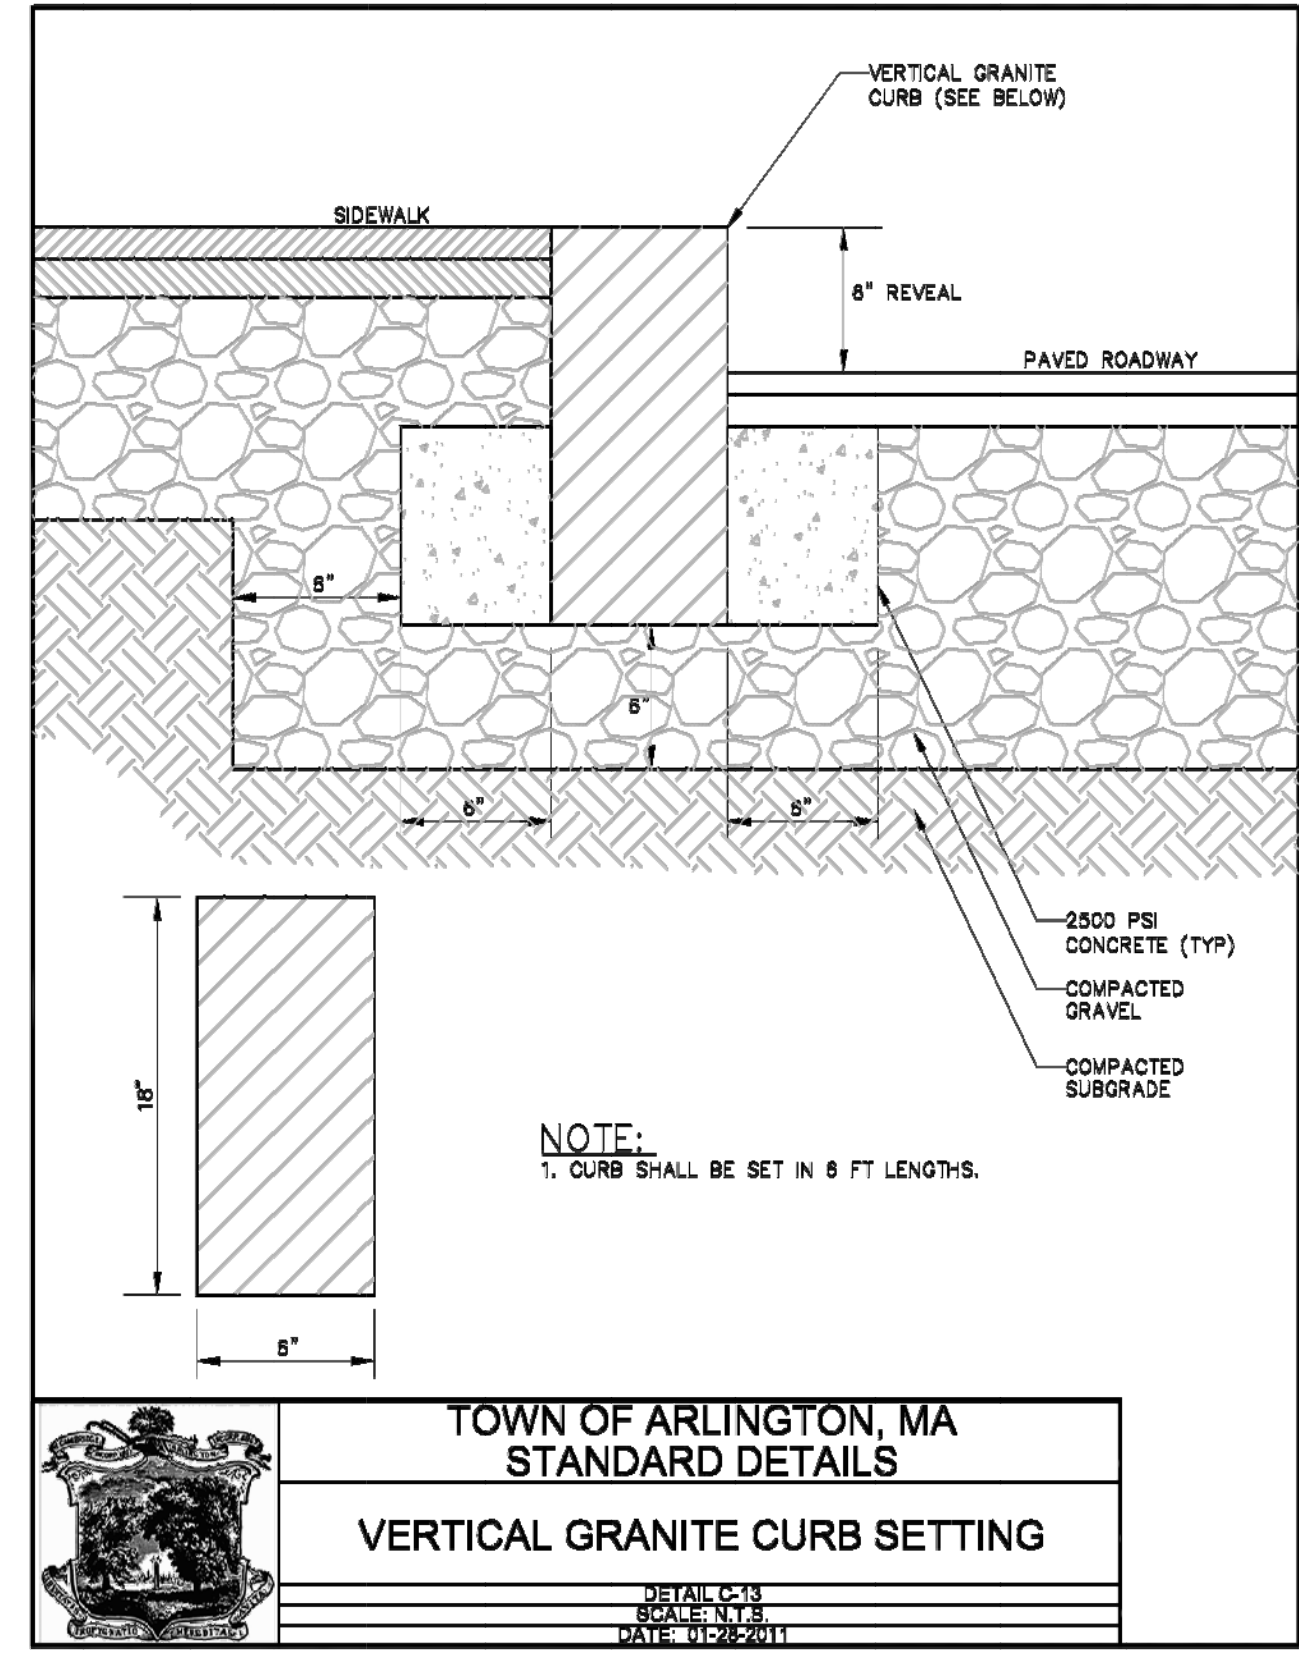 VERTICAL GRANITE
CURB (SEE BELOW)
SIDEWALK
6" REVEAL
PAVED ROADWAY
6"
6"
6"
6"
2500 PSI
CONCRETE (TYP)
COMPACTED
GRAVEL
COMPACTED
SUBGRADE
18"
NOTE:
1. CURB SHALL BE SET IN 6 FT LENGTHS.
6"
TOWN OF ARLINGTON, MA
STANDARD DETAILS
VERTICAL GRANITE CURB SETTING
DETAIL C-13
SCALE: N.T.S.
DATE: 01-28-2011